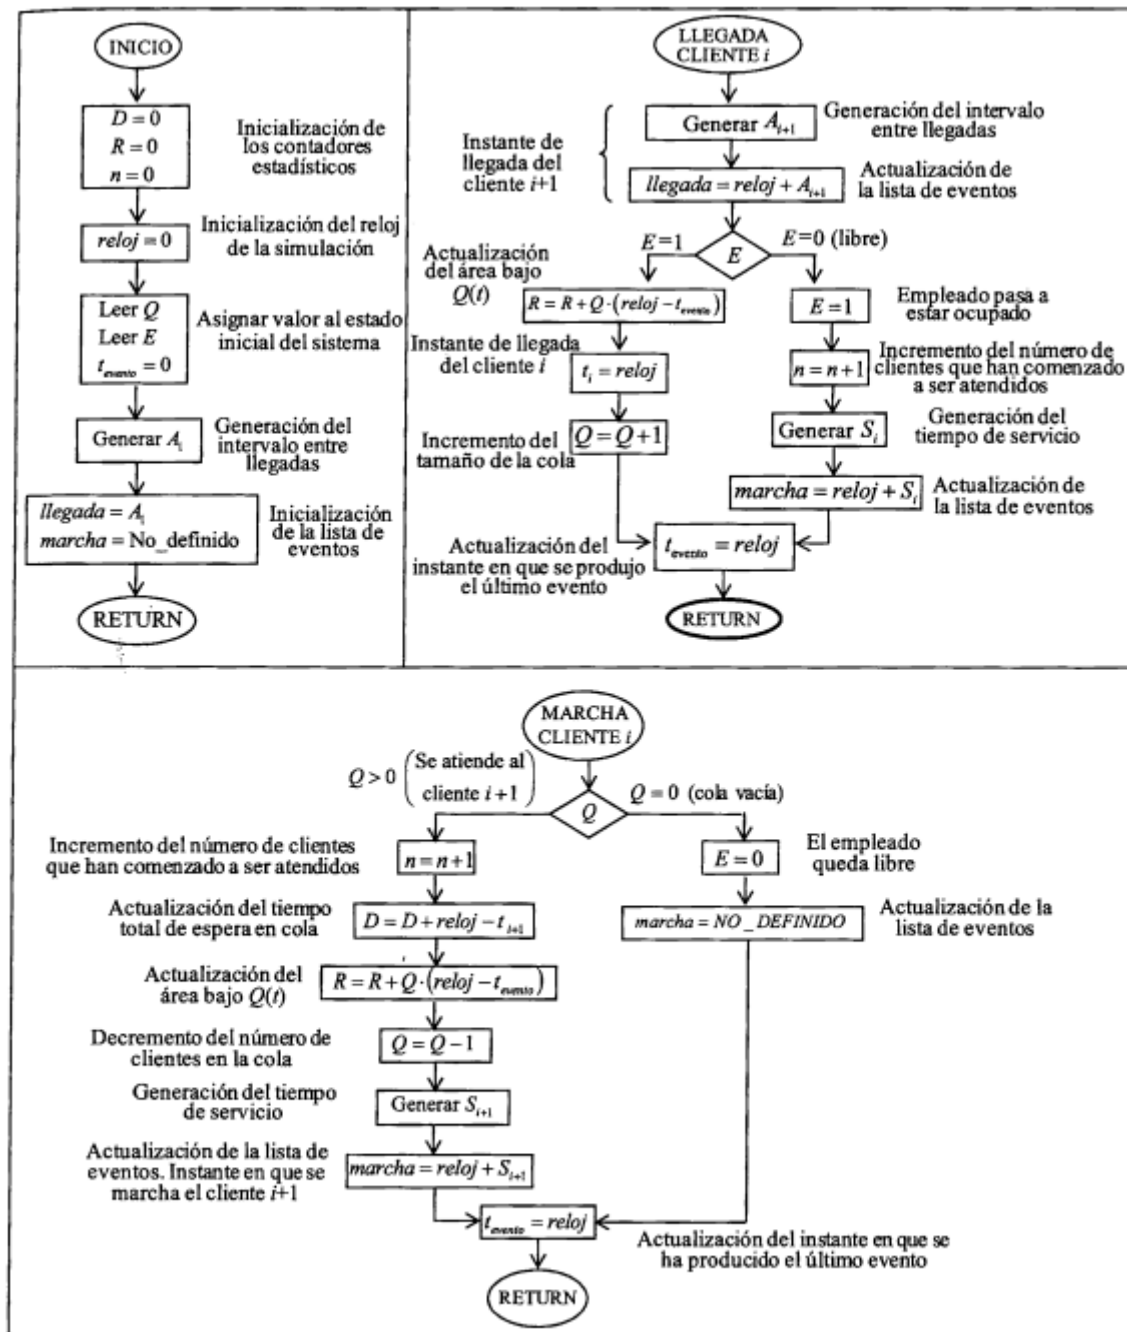 INICIO
D = 0
R = 0
n = 0
Inicialización de
los contadores
estadísticos
reloj = 0
Inicialización del reloj
de la simulación
Leer Q
Leer E
t_evento = 0
Asignar valor al estado
inicial del sistema
Generar A_i
Generación del
intervalo entre
llegadas
llegada = A_i
marcha = No_definido
Inicialización
de la lista de
eventos
RETURN
LLEGADA
CLIENTE i
Generar A_{i+1}
Generación del intervalo
entre llegadas
Instante de
llegada del
cliente i+1
llegada = reloj + A_{i+1}
Actualización de
la lista de eventos
E=1
E
E=0 (libre)
Actualización
del área bajo
Q(t)
R = R + Q·(reloj – t_evento)
E = 1
Empleado pasa a
estar ocupado
Instante de llegada
del cliente i
t_i = reloj
n = n + 1
Incremento del número de
clientes que han comenzado
a ser atendidos
Incremento del
tamaño de la cola
Q = Q + 1
Generar S_i
Generación del
tiempo de servicio
marcha = reloj + S_i
Actualización de
la lista de eventos
Actualización del
instante en que se produjo
el último evento
t_evento = reloj
RETURN
MARCHA
CLIENTE i
Q > 0 (Se atiende al
cliente i+1)
Q
Q = 0 (cola vacía)
Incremento del número de clientes
que han comenzado a ser atendidos
n = n + 1
E = 0
El empleado
queda libre
Actualización del tiempo
total de espera en cola
D = D + reloj – t_{i+1}
marcha = NO_DEFINIDO
Actualización de la
lista de eventos
Actualización del
área bajo Q(t)
R = R + Q·(reloj – t_evento)
Decremento del número de
clientes en la cola
Q = Q – 1
Generación del tiempo
de servicio
Generar S_{i+1}
Actualización de la lista de
eventos. Instante en que se
marcha el cliente i+1
marcha = reloj + S_{i+1}
t_evento = reloj
Actualización del instante en que se
ha producido el último evento
RETURN